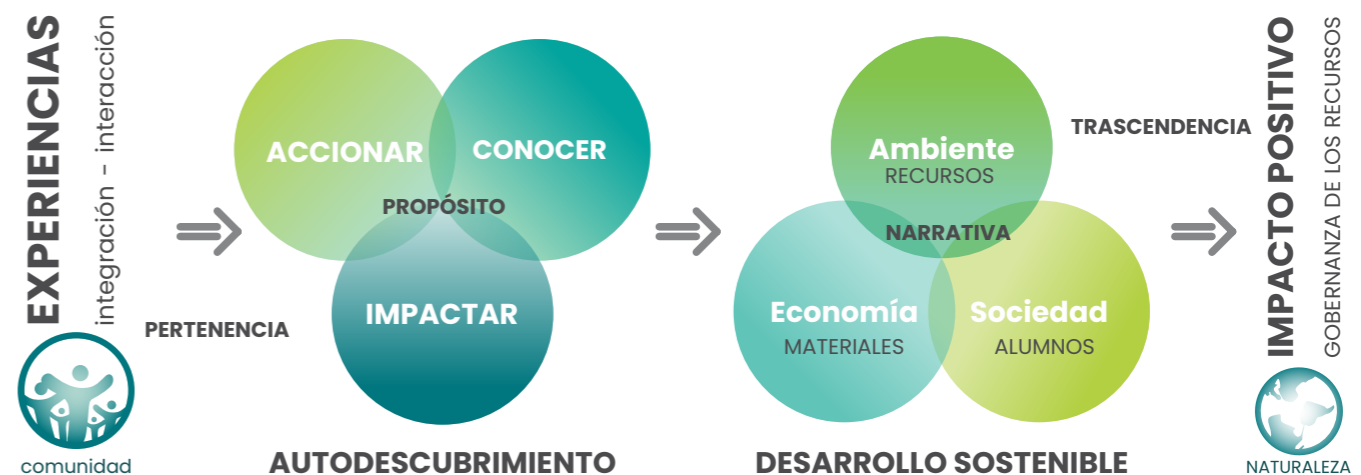 EXPERIENCIAS
integración - interacción
comunidad
PERTENENCIA
ACCIONAR
CONOCER
PROPÓSITO
IMPACTAR
AUTODESCUBRIMIENTO
Ambiente
RECURSOS
NARRATIVA
Economía
MATERIALES
Sociedad
ALUMNOS
DESARROLLO SOSTENIBLE
TRASCENDENCIA
IMPACTO POSITIVO
GOBERNANZA DE LOS RECURSOS
NATURALEZA